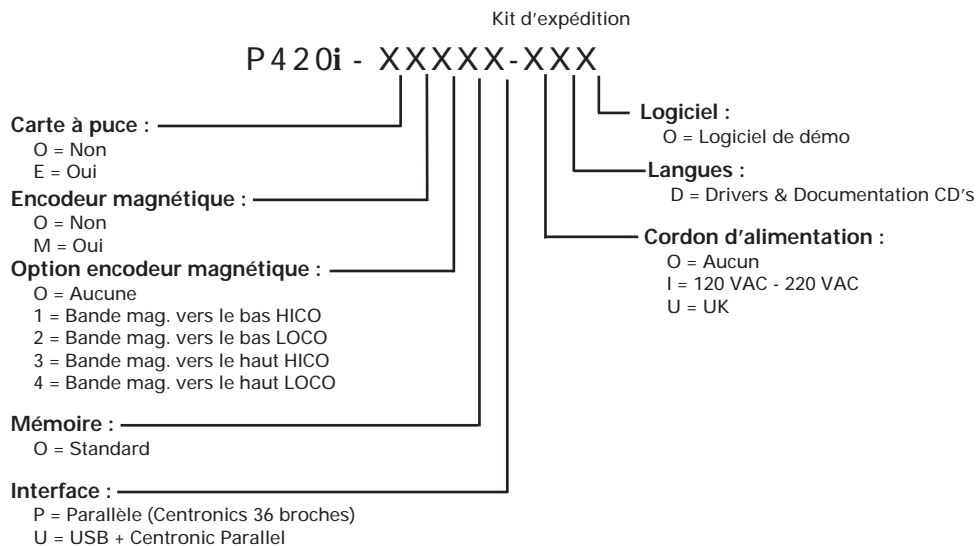 Kit d'expédition
P420i - XXXXX-XXX
Carte à puce :
O = Non
E = Oui
Encodeur magnétique :
O = Non
M = Oui
Option encodeur magnétique :
O = Aucune
1 = Bande mag. vers le bas HICO
2 = Bande mag. vers le bas LOCO
3 = Bande mag. vers le haut HICO
4 = Bande mag. vers le haut LOCO
Mémoire :
O = Standard
Interface :
P = Parallèle (Centronics 36 broches)
U = USB + Centronic Parallel
Logiciel :
O = Logiciel de démo
Langues :
D = Drivers & Documentation CD's
Cordon d'alimentation :
O = Aucun
I = 120 VAC - 220 VAC
U = UK